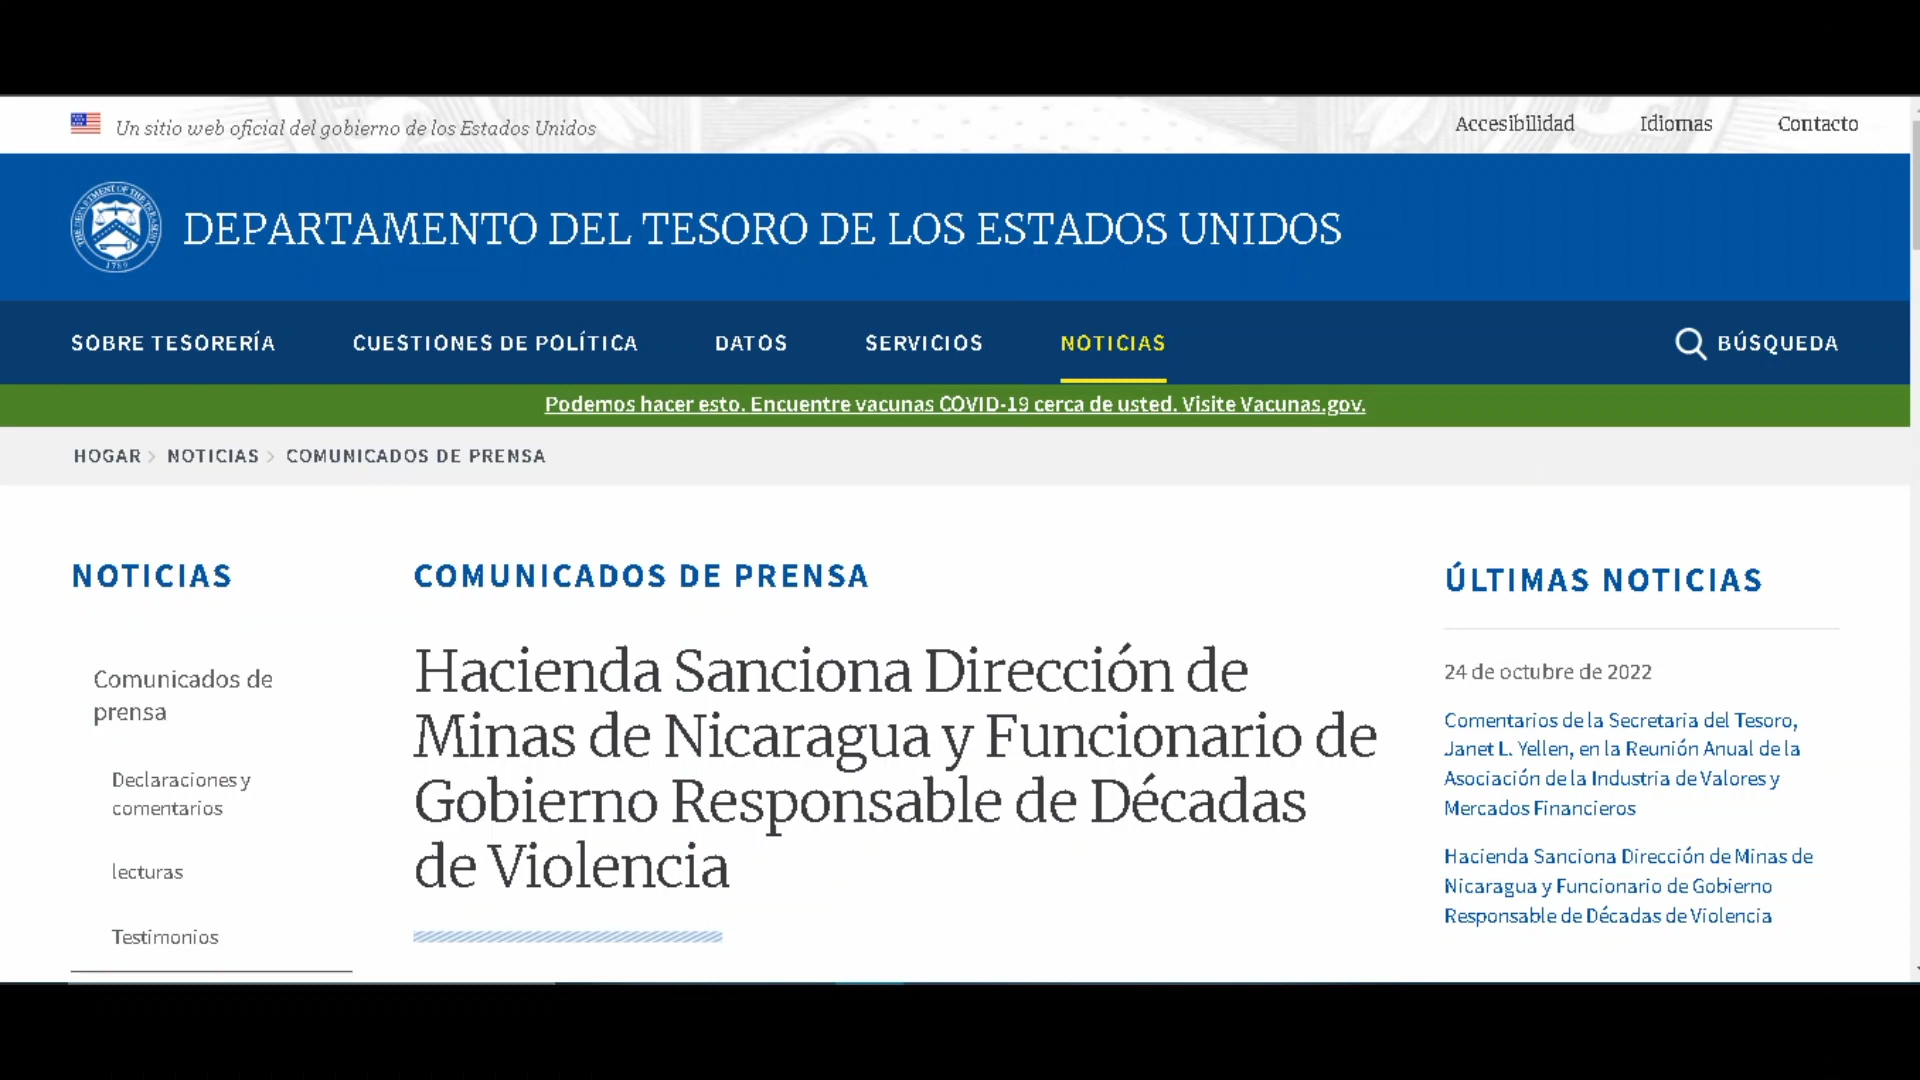 Un sitio web oficial del gobierno de los Estados Unidos
Accesibilidad
Idiomas
Contacto
THE DEPARTMENT OF THE TREASURY
1789
DEPARTAMENTO DEL TESORO DE LOS ESTADOS UNIDOS
SOBRE TESORERÍA
CUESTIONES DE POLÍTICA
DATOS
SERVICIOS
NOTICIAS
BÚSQUEDA
Podemos hacer esto. Encuentre vacunas COVID-19 cerca de usted. Visite Vacunas.gov.
HOGAR > NOTICIAS > COMUNICADOS DE PRENSA
NOTICIAS
Comunicados de
prensa
Declaraciones y
comentarios
lecturas
Testimonios
COMUNICADOS DE PRENSA
Hacienda Sanciona Dirección de
Minas de Nicaragua y Funcionario de
Gobierno Responsable de Décadas
de Violencia
ÚLTIMAS NOTICIAS
24 de octubre de 2022
Comentarios de la Secretaria del Tesoro,
Janet L. Yellen, en la Reunión Anual de la
Asociación de la Industria de Valores y
Mercados Financieros
Hacienda Sanciona Dirección de Minas de
Nicaragua y Funcionario de Gobierno
Responsable de Décadas de Violencia